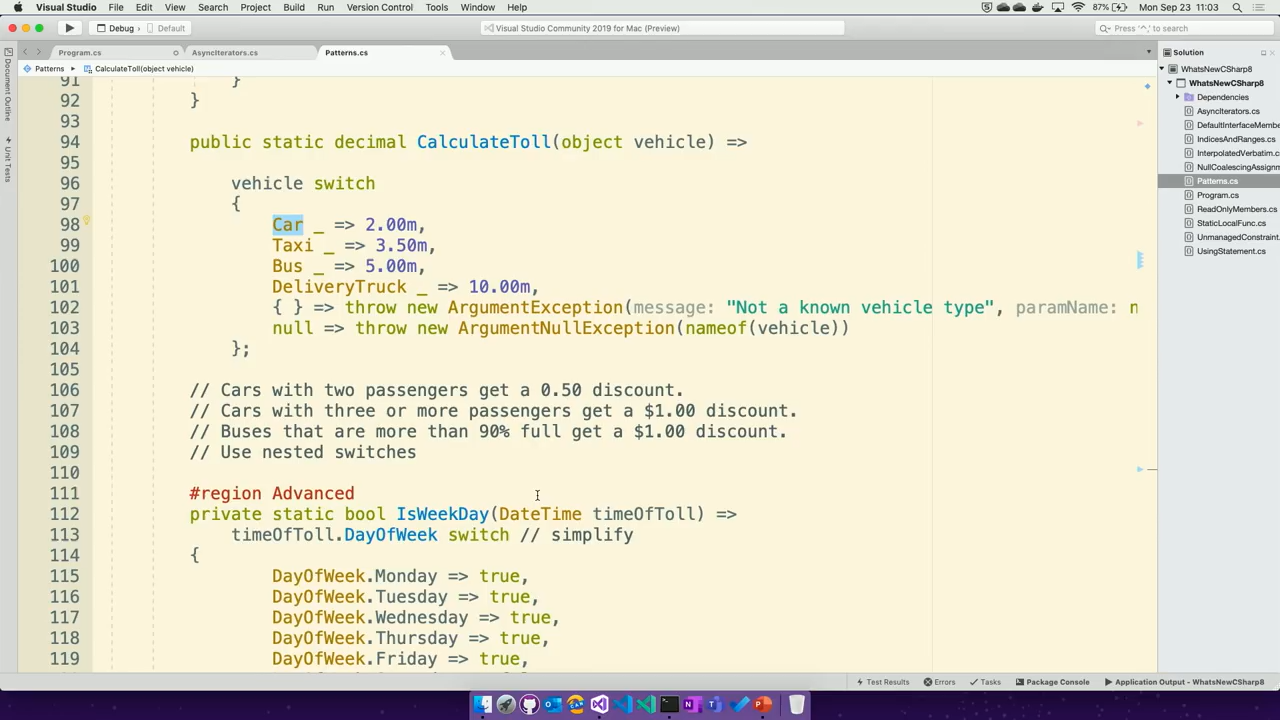 Visual Studio File Edit View Search Project Build Run Version Control Tools Window Help 87% Mon Sep 23 11:03
Debug Default Visual Studio Community 2019 for Mac (Preview) Press '⌘.' to search
Program.cs AsyncIterators.cs Patterns.cs Solution
Patterns CalculateToll(object vehicle)
Document Outline
Unit Tests
91 }
92 }
93
94 public static decimal CalculateToll(object vehicle) =>
95
96 vehicle switch
97 {
98 Car _ => 2.00m,
99 Taxi _ => 3.50m,
100 Bus _ => 5.00m,
101 DeliveryTruck _ => 10.00m,
102 { } => throw new ArgumentException(message: "Not a known vehicle type", paramName: n
103 null => throw new ArgumentNullException(nameof(vehicle))
104 };
105
106 // Cars with two passengers get a 0.50 discount.
107 // Cars with three or more passengers get a $1.00 discount.
108 // Buses that are more than 90% full get a $1.00 discount.
109 // Use nested switches
110
111 #region Advanced
112 private static bool IsWeekDay(DateTime timeOfToll) =>
113 timeOfToll.DayOfWeek switch // simplify
114 {
115 DayOfWeek.Monday => true,
116 DayOfWeek.Tuesday => true,
117 DayOfWeek.Wednesday => true,
118 DayOfWeek.Thursday => true,
119 DayOfWeek.Friday => true,
WhatsNewCSharp8
WhatsNewCSharp8
Dependencies
AsyncIterators.cs
DefaultInterfaceMembe
IndicesAndRanges.cs
InterpolatedVerbatim.c
NullCoalescingAssignm
Patterns.cs
Program.cs
ReadOnlyMembers.cs
StaticLocalFunc.cs
UnmanagedConstraint.
UsingStatement.cs
Test Results Errors Tasks Package Console Application Output - WhatsNewCSharp8